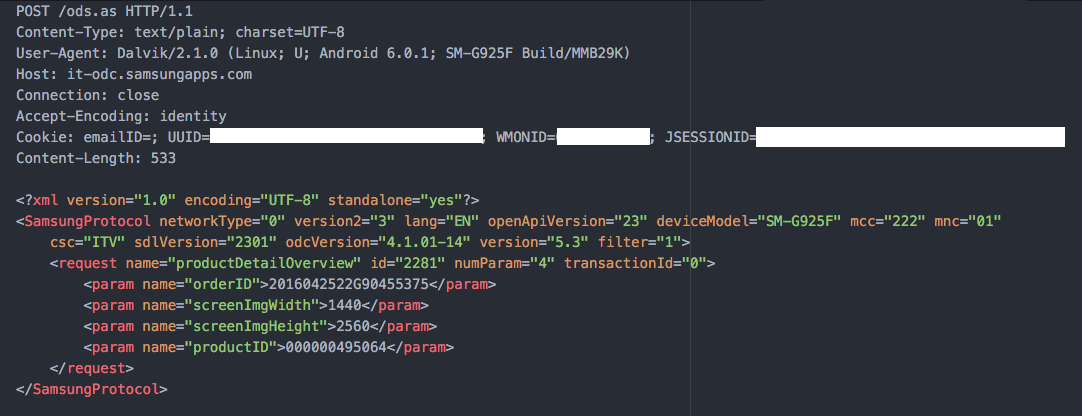 POST /ods.as HTTP/1.1
Content-Type: text/plain; charset=UTF-8
User-Agent: Dalvik/2.1.0 (Linux; U; Android 6.0.1; SM-G925F Build/MMB29K)
Host: it-odc.samsungapps.com
Connection: close
Accept-Encoding: identity
Cookie: emailID=; UUID= ; WMONID= ; JSESSIONID=
Content-Length: 533
<?xml version="1.0" encoding="UTF-8" standalone="yes"?>
<SamsungProtocol networkType="0" version2="3" lang="EN" openApiVersion="23" deviceModel="SM-G925F" mcc="222" mnc="01"
csc="ITV" sdlVersion="2301" odcVersion="4.1.01-14" version="5.3" filter="1">
<request name="productDetailOverview" id="2281" numParam="4" transactionId="0">
<param name="orderID">2016042522G90455375</param>
<param name="screenImgWidth">1440</param>
<param name="screenImgHeight">2560</param>
<param name="productID">000000495064</param>
</request>
</SamsungProtocol>